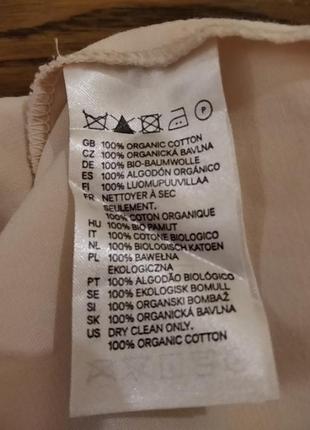 P
GB 100% ORGANIC COTTON
CZ 100% ORGANICKÁ BAVLNA
DE 100% BIO-BAUMWOLLE
ES 100% ALGODÓN ORGÁNICO
FI 100% LUOMUPUUVILLAA
FR NETTOYER À SEC
SEULEMENT.
100% COTON ORGANIQUE
HU 100% BIO PAMUT
IT 100% COTONE BIOLOGICO
NL 100% BIOLOGISCH KATOEN
PL 100% BAWEŁNA
EKOLOGICZNA
PT 100% ALGODÃO BIOLÓGICO
SE 100% EKOLOGISK BOMULL
SI 100% ORGANSKI BOMBAŽ
SK 100% ORGANICKÁ BAVLNA
US DRY CLEAN ONLY.
100% ORGANIC COTTON